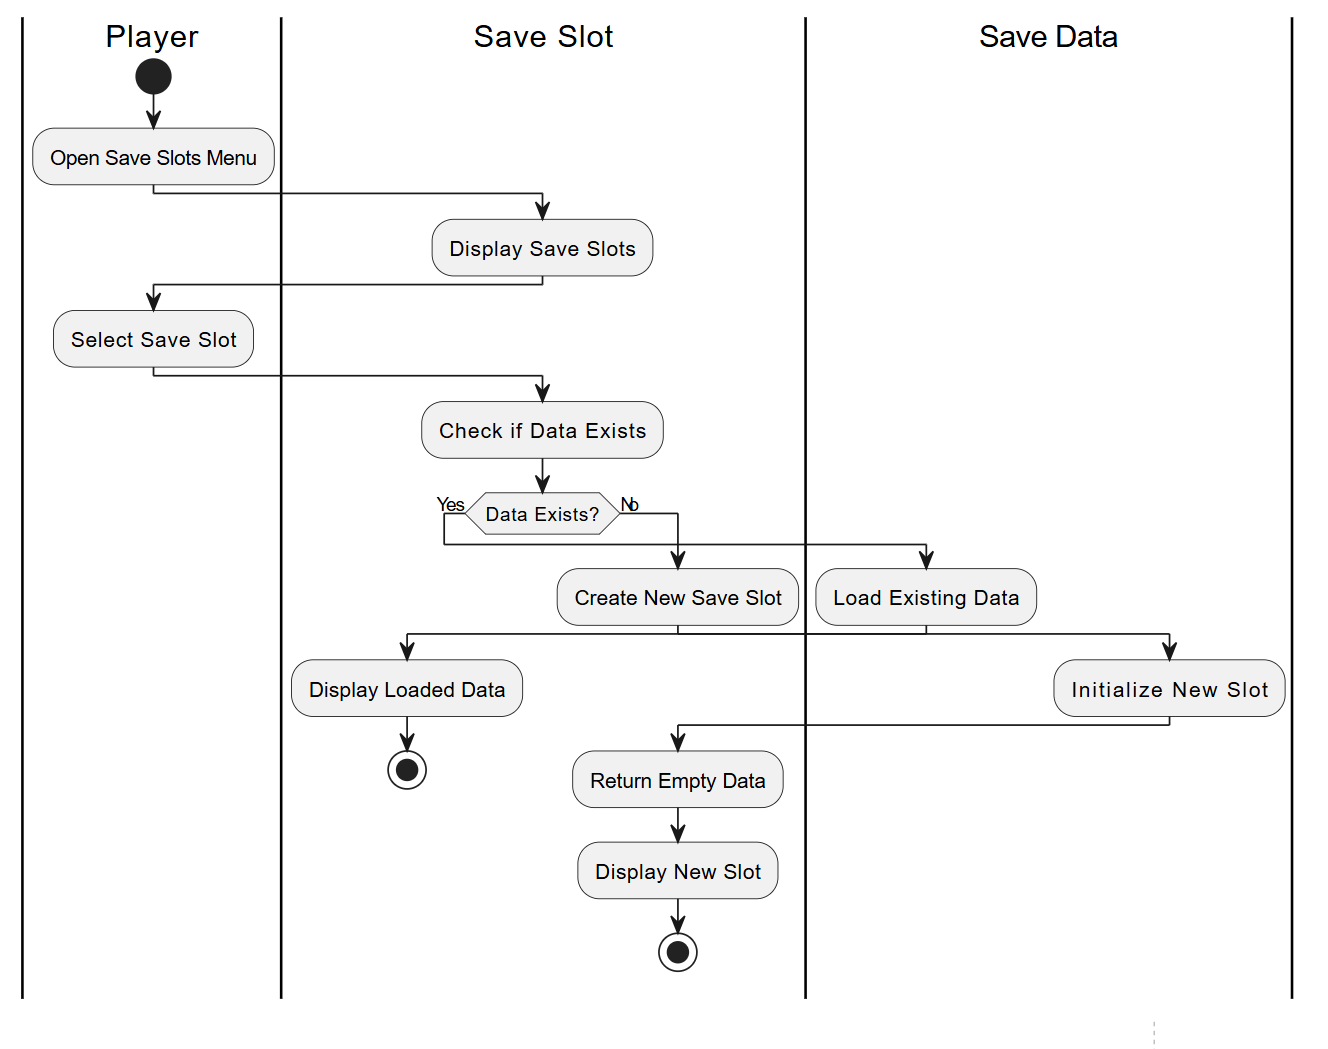 Player
Save Slot
Save Data
Open Save Slots Menu
Display Save Slots
Select Save Slot
Check if Data Exists
Yes
Data Exists?
No
Create New Save Slot
Load Existing Data
Display Loaded Data
Initialize New Slot
Return Empty Data
Display New Slot